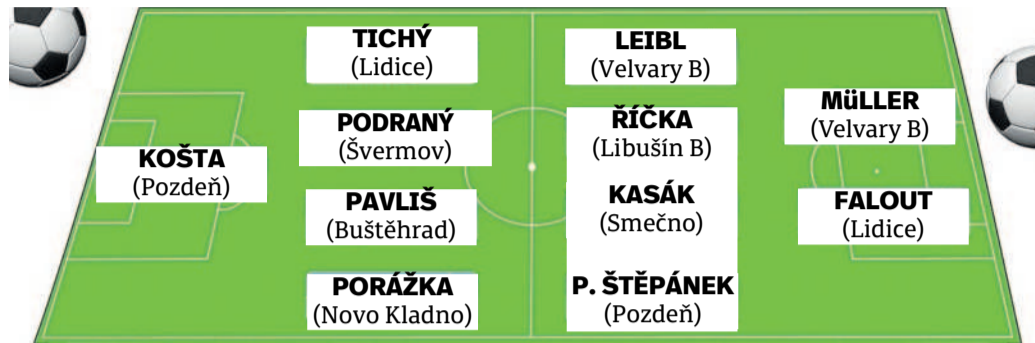 KOŠTA
(Pozdeň)
TICHÝ
(Lidice)
PODRANÝ
(Švermov)
PAVLIŠ
(Buštěhrad)
PORÁŽKA
(Novo Kladno)
LEIBL
(Velvary B)
ŘÍČKA
(Libušín B)
KASÁK
(Smečno)
P. ŠTĚPÁNEK
(Pozdeň)
MüLLER
(Velvary B)
FALOUT
(Lidice)